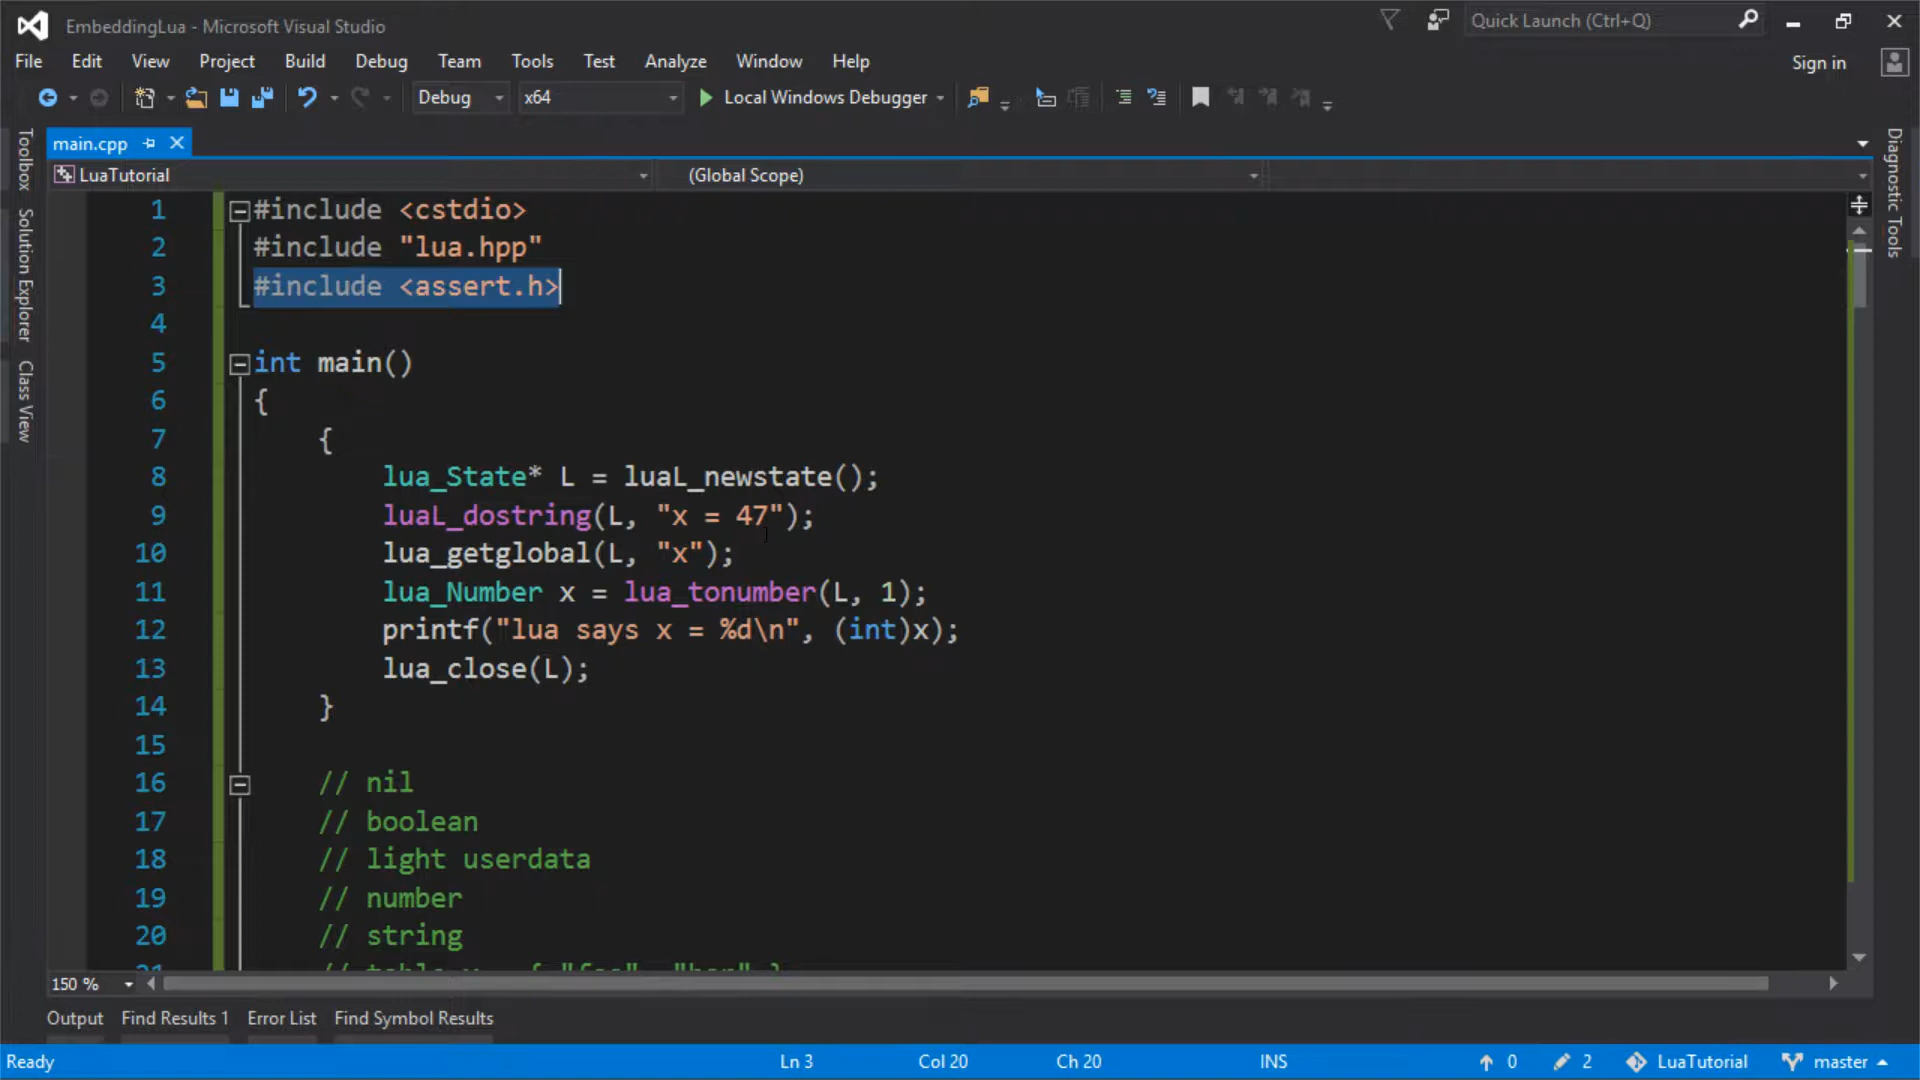 EmbeddingLua - Microsoft Visual Studio
Quick Launch (Ctrl+Q)
File Edit View Project Build Debug Team Tools Test Analyze Window Help
Sign in
Debug x64 Local Windows Debugger
Toolbox
Solution Explorer
Class View
Diagnostic Tools
main.cpp
LuaTutorial (Global Scope)
1 #include <cstdio>
2 #include "lua.hpp"
3 #include <assert.h>
4
5 int main()
6 {
7 {
8 lua_State* L = luaL_newstate();
9 luaL_dostring(L, "x = 47");
10 lua_getglobal(L, "x");
11 lua_Number x = lua_tonumber(L, 1);
12 printf("lua says x = %d\n", (int)x);
13 lua_close(L);
14 }
15
16 // nil
17 // boolean
18 // light userdata
19 // number
20 // string
150 %
Output Find Results 1 Error List Find Symbol Results
Ready Ln 3 Col 20 Ch 20 INS 0 2 LuaTutorial master